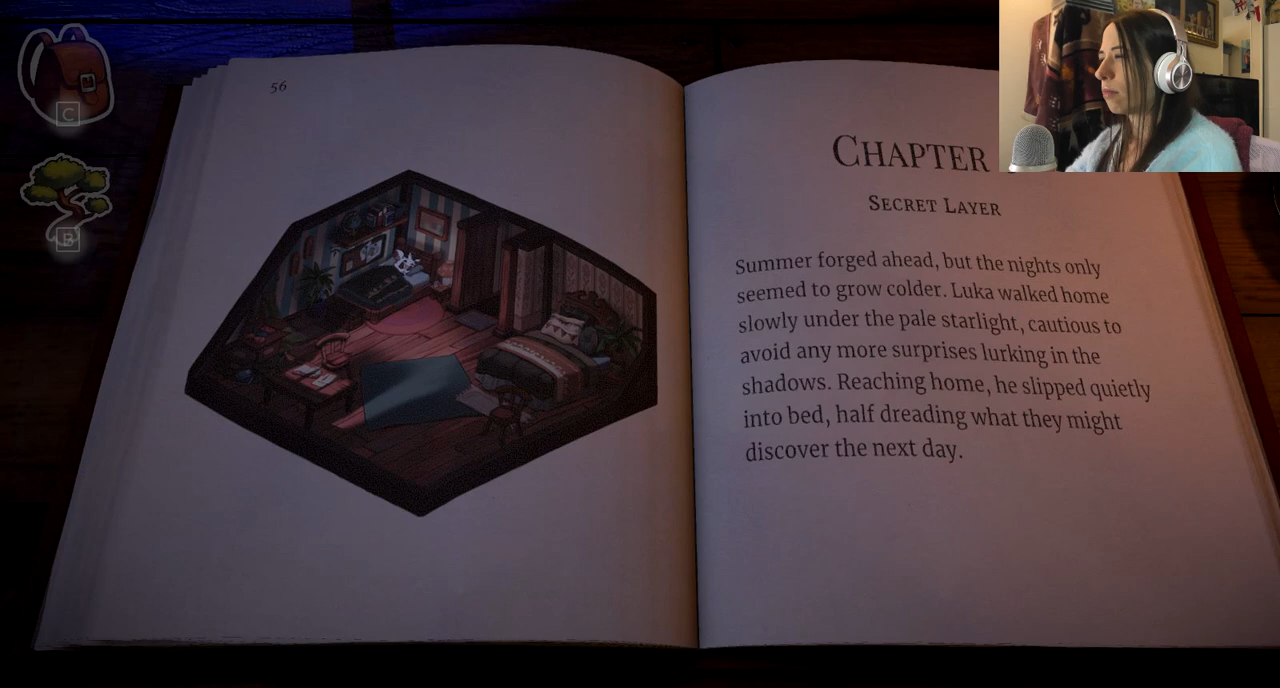 C
B
56
CHAPTER
SECRET LAYER
Summer forged ahead, but the nights only
seemed to grow colder. Luka walked home
slowly under the pale starlight, cautious to
avoid any more surprises lurking in the
shadows. Reaching home, he slipped quietly
into bed, half dreading what they might
discover the next day.